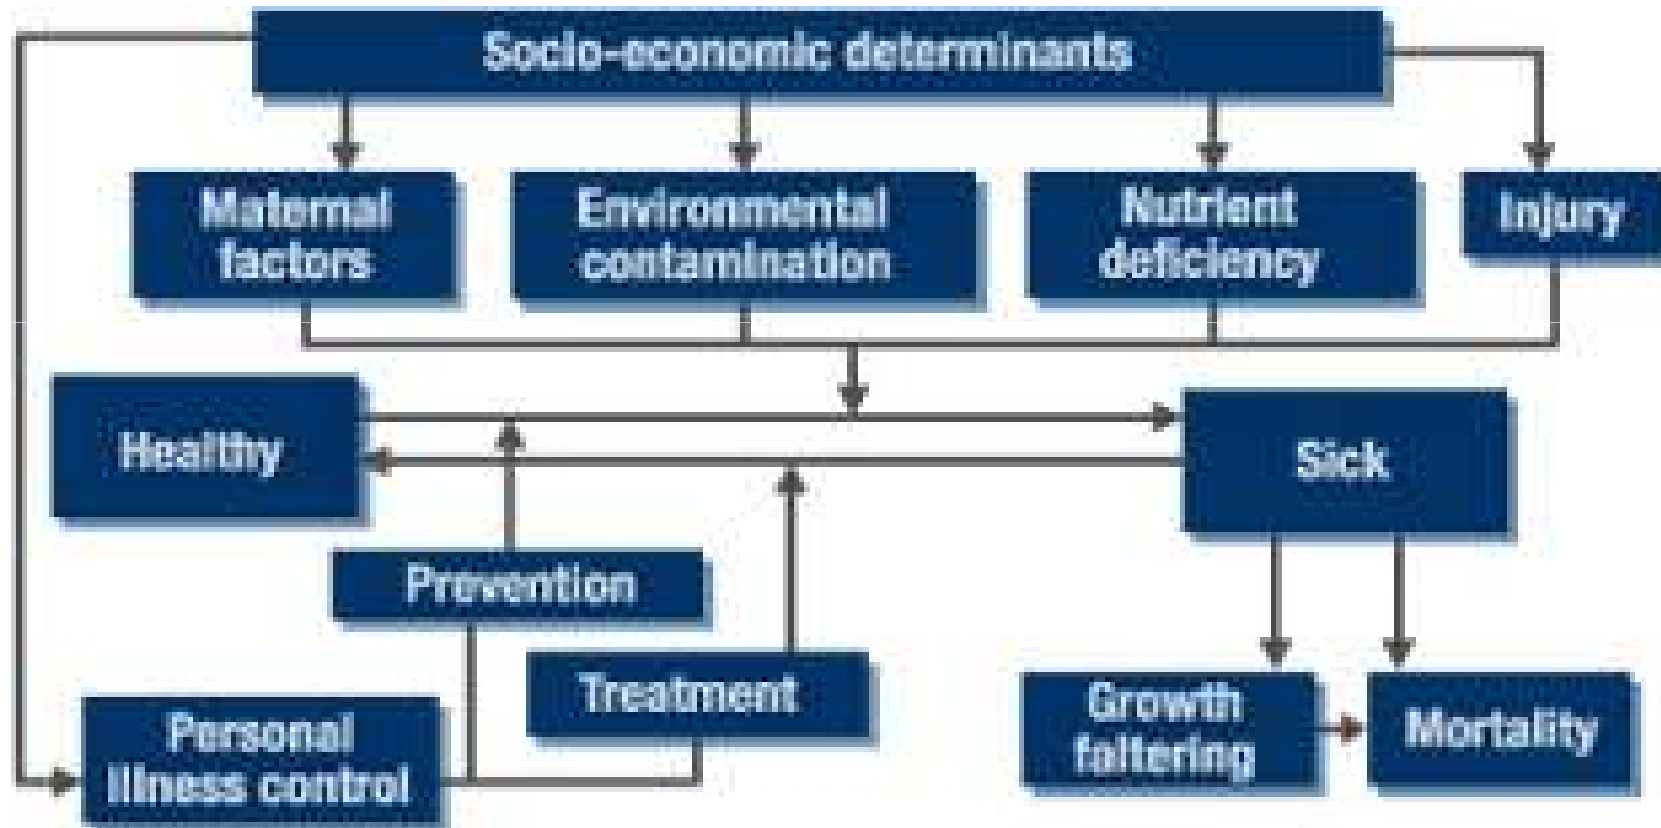 Socio-economic determinants
Maternal
factors
Environmental
contamination
Nutrient
deficiency
Injury
Healthy
Sick
Prevention
Treatment
Personal
illness control
Growth
faltering
Mortality